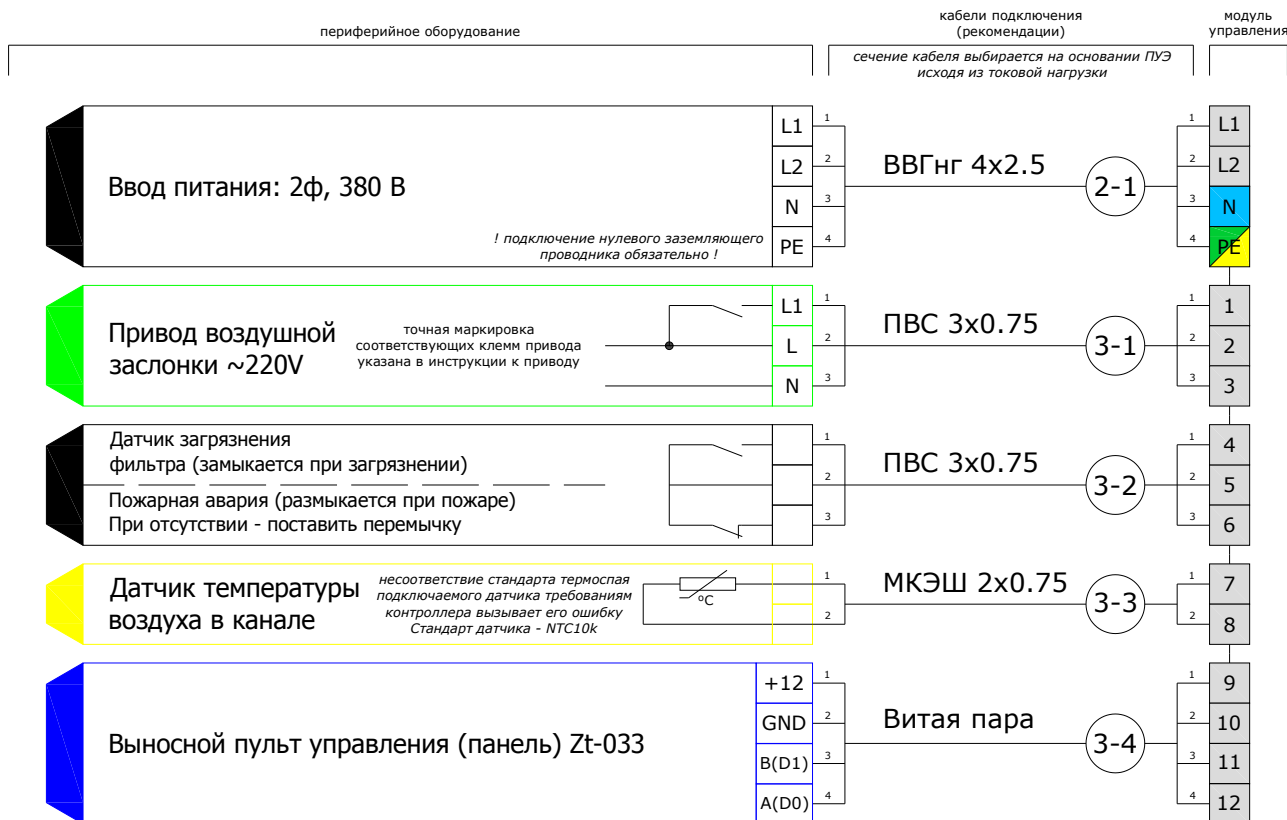 периферийное оборудование
кабели подключения
(рекомендации)
модуль
управления
сечение кабеля выбирается на основании ПУЭ
исходя из токовой нагрузки
Ввод питания: 2ф, 380 В
! подключение нулевого заземляющего
проводника обязательно !
L1
L2
N
PE
1
2
3
4
ВВГнг 4x2.5
2-1
1
2
3
4
L1
L2
N
PE
Привод воздушной
заслонки ~220V
точная маркировка
соответствующих клемм привода
указана в инструкции к приводу
L1
L
N
1
2
3
ПВС 3x0.75
3-1
1
2
3
1
2
3
Датчик загрязнения
фильтра (замыкается при загрязнении)
Пожарная авария (размыкается при пожаре)
При отсутствии - поставить перемычку
1
2
3
ПВС 3x0.75
3-2
1
2
3
4
5
6
Датчик температуры
воздуха в канале
несоответствие стандарта термоспая
подключаемого датчика требованиям
контроллера вызывает его ошибку
Стандарт датчика - NTC10k
°C
1
2
МКЭШ 2x0.75
3-3
1
2
7
8
Выносной пульт управления (панель) Zt-033
+12
GND
B(D1)
A(D0)
1
2
3
4
Витая пара
3-4
1
2
3
4
9
10
11
12